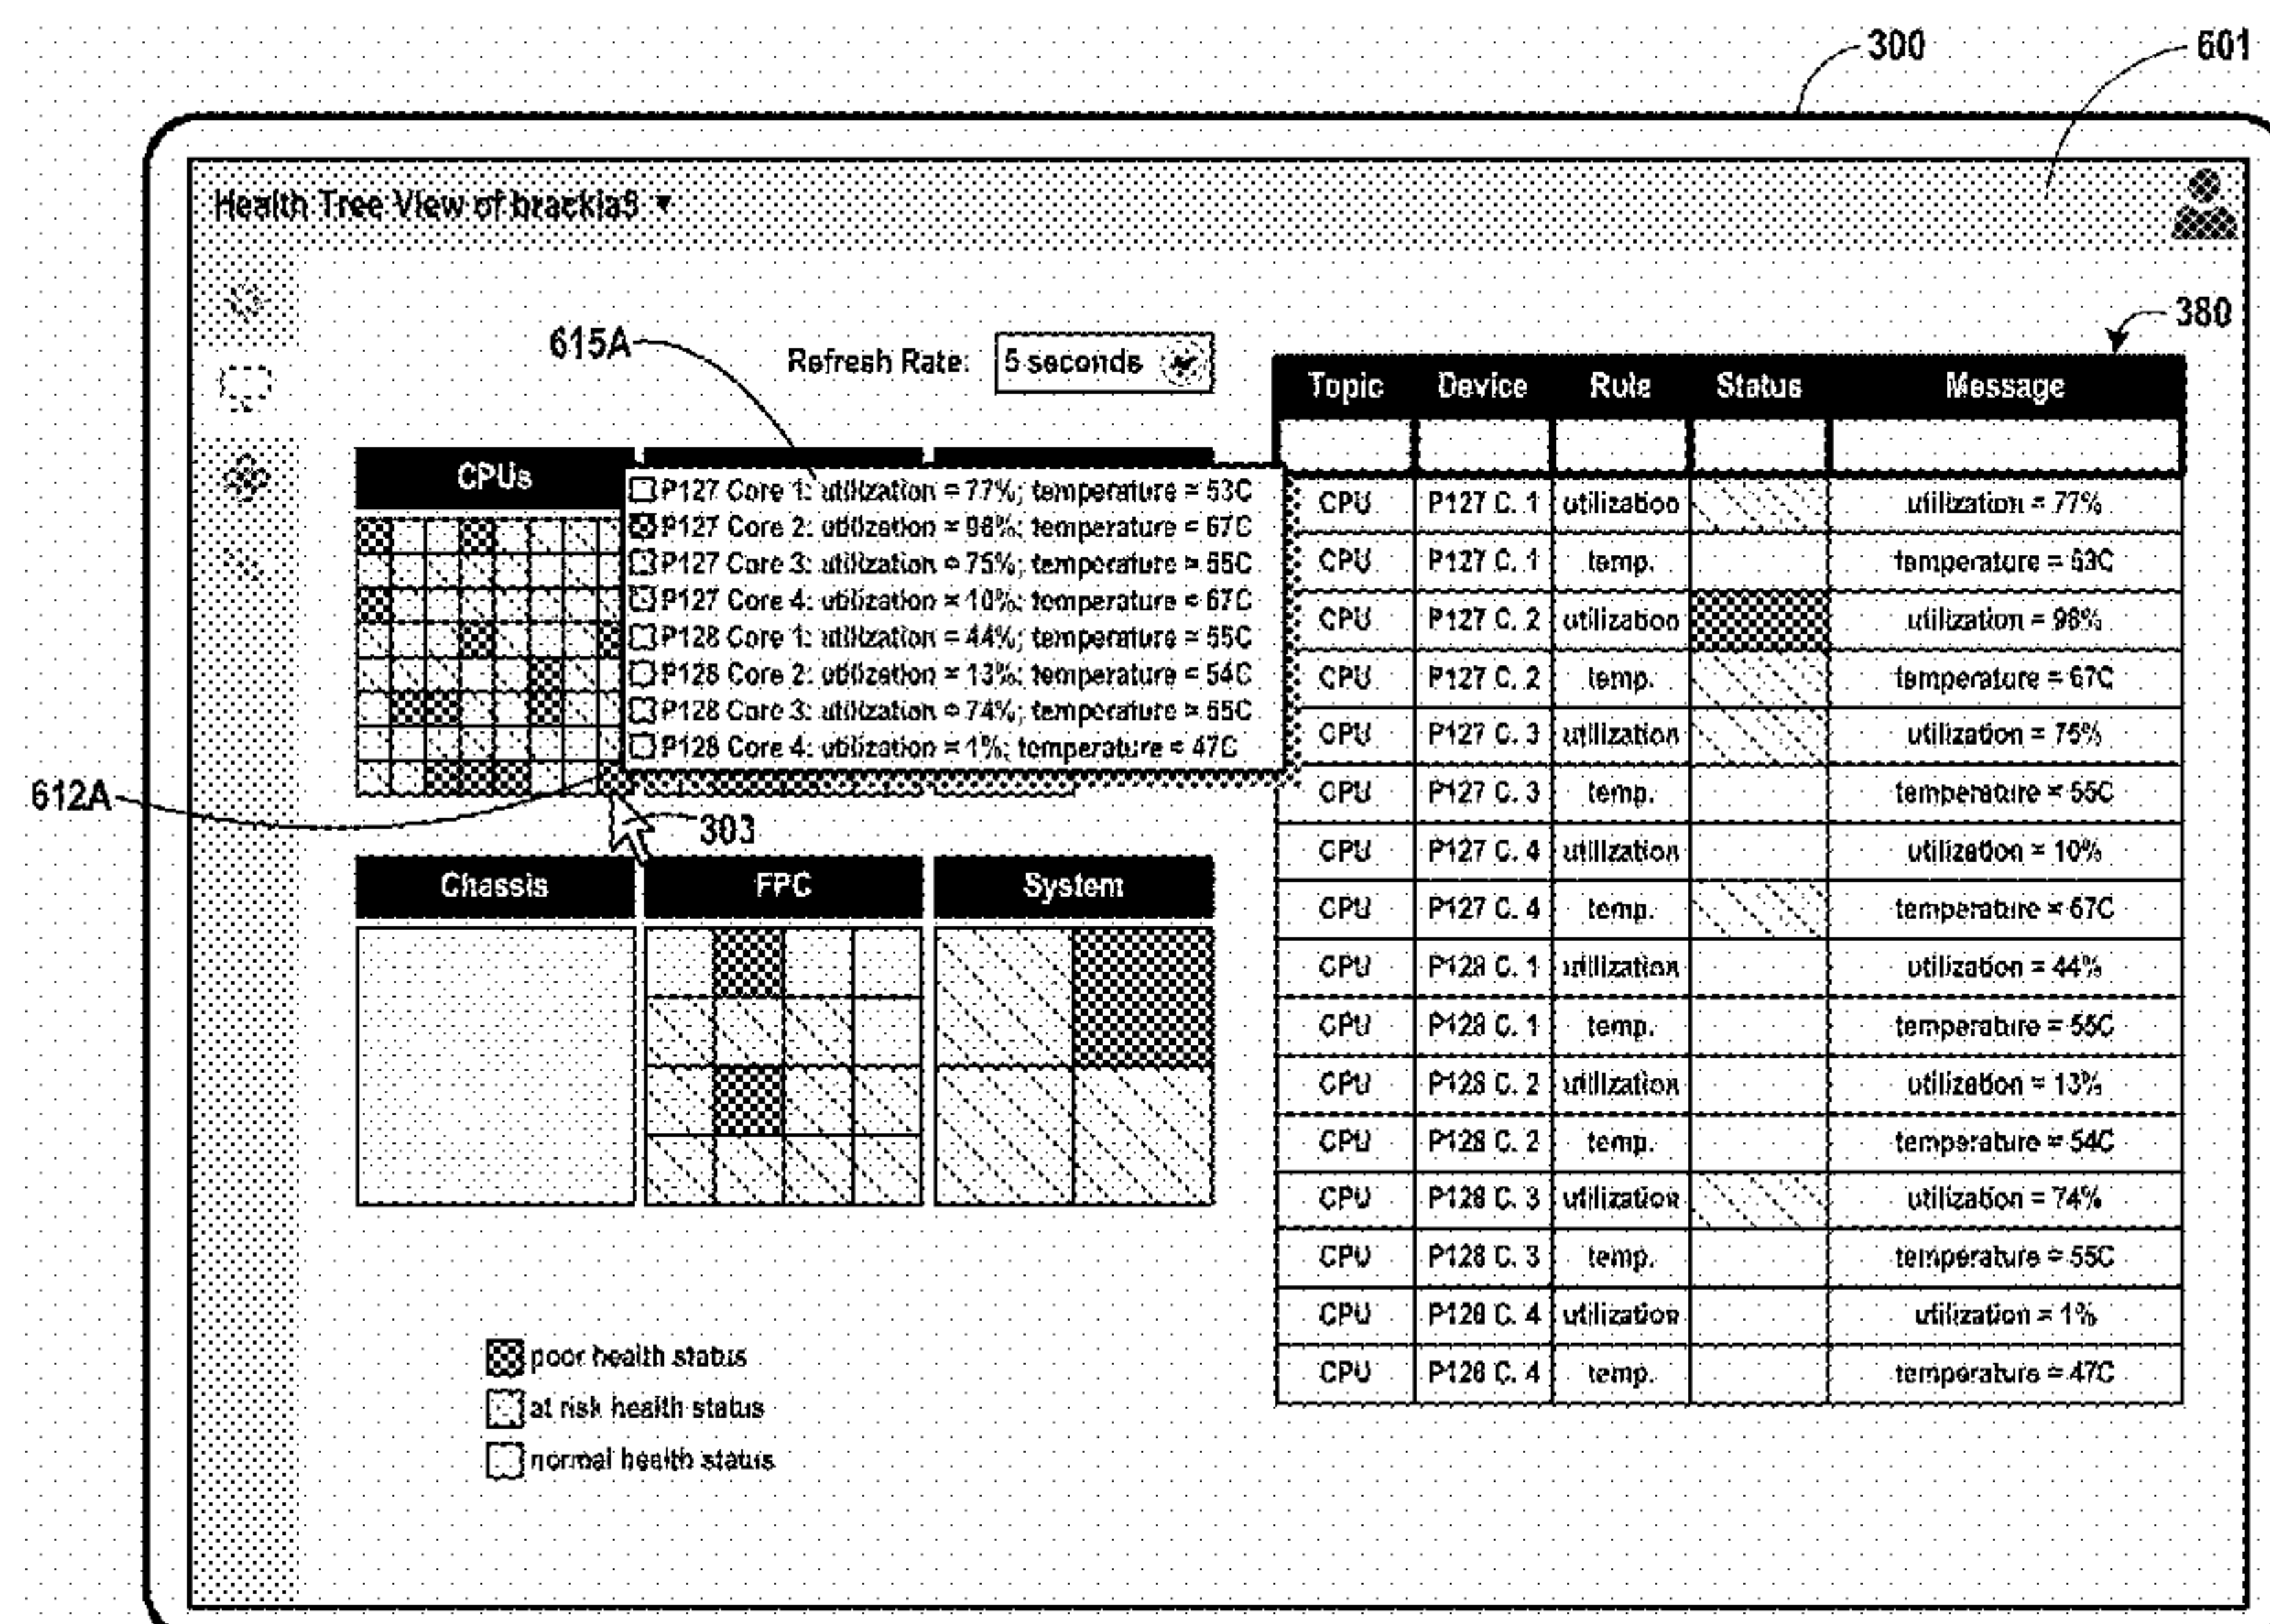 300
601
Health Tree View of brackla5 ▼
380
615A
Refresh Rate: 5 seconds
Topic Device Rule Status Message
CPUs
P127 Core 1: utilization = 77%; temperature = 53C
P127 Core 2: utilization = 98%; temperature = 67C
P127 Core 3: utilization = 75%; temperature = 55C
P127 Core 4: utilization = 10%; temperature = 67C
P128 Core 1: utilization = 44%; temperature = 55C
P128 Core 2: utilization = 13%; temperature = 54C
P128 Core 3: utilization = 74%; temperature = 55C
P128 Core 4: utilization = 1%; temperature = 47C
CPU P127 C. 1 utilization utilization = 77%
CPU P127 C. 1 temp. temperature = 53C
CPU P127 C. 2 utilization utilization = 98%
CPU P127 C. 2 temp. temperature = 67C
CPU P127 C. 3 utilization utilization = 75%
CPU P127 C. 3 temp. temperature = 55C
CPU P127 C. 4 utilization utilization = 10%
CPU P127 C. 4 temp. temperature = 67C
CPU P128 C. 1 utilization utilization = 44%
CPU P128 C. 1 temp. temperature = 55C
CPU P128 C. 2 utilization utilization = 13%
CPU P128 C. 2 temp. temperature = 54C
CPU P128 C. 3 utilization utilization = 74%
CPU P128 C. 3 temp. temperature = 55C
CPU P128 C. 4 utilization utilization = 1%
CPU P128 C. 4 temp. temperature = 47C
612A
303
Chassis FPC System
poor health status
at risk health status
normal health status